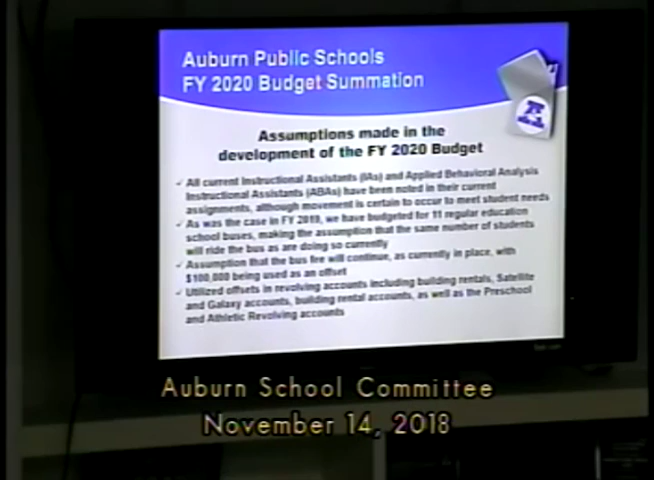 Auburn Public Schools
FY 2020 Budget Summation
Assumptions made in the
development of the FY 2020 Budget
✓ All current Instructional Assistants (IAs) and Applied Behavioral Analysis
Instructional Assistants (ABAs) have been noted in their current
assignments, although movement is certain to occur to meet student needs
✓ As was the case in FY 2019, we have budgeted for 11 regular education
school buses, making the assumption that the same number of students
will ride the bus as are doing so currently
✓ Assumption that the bus fee will continue, as currently in place, with
$100,000 being used as an offset
✓ Utilized offsets in revolving accounts including building rentals, Satellite
and Galaxy accounts, building rental accounts, as well as the Preschool
and Athletic Revolving accounts
Auburn School Committee
November 14, 2018